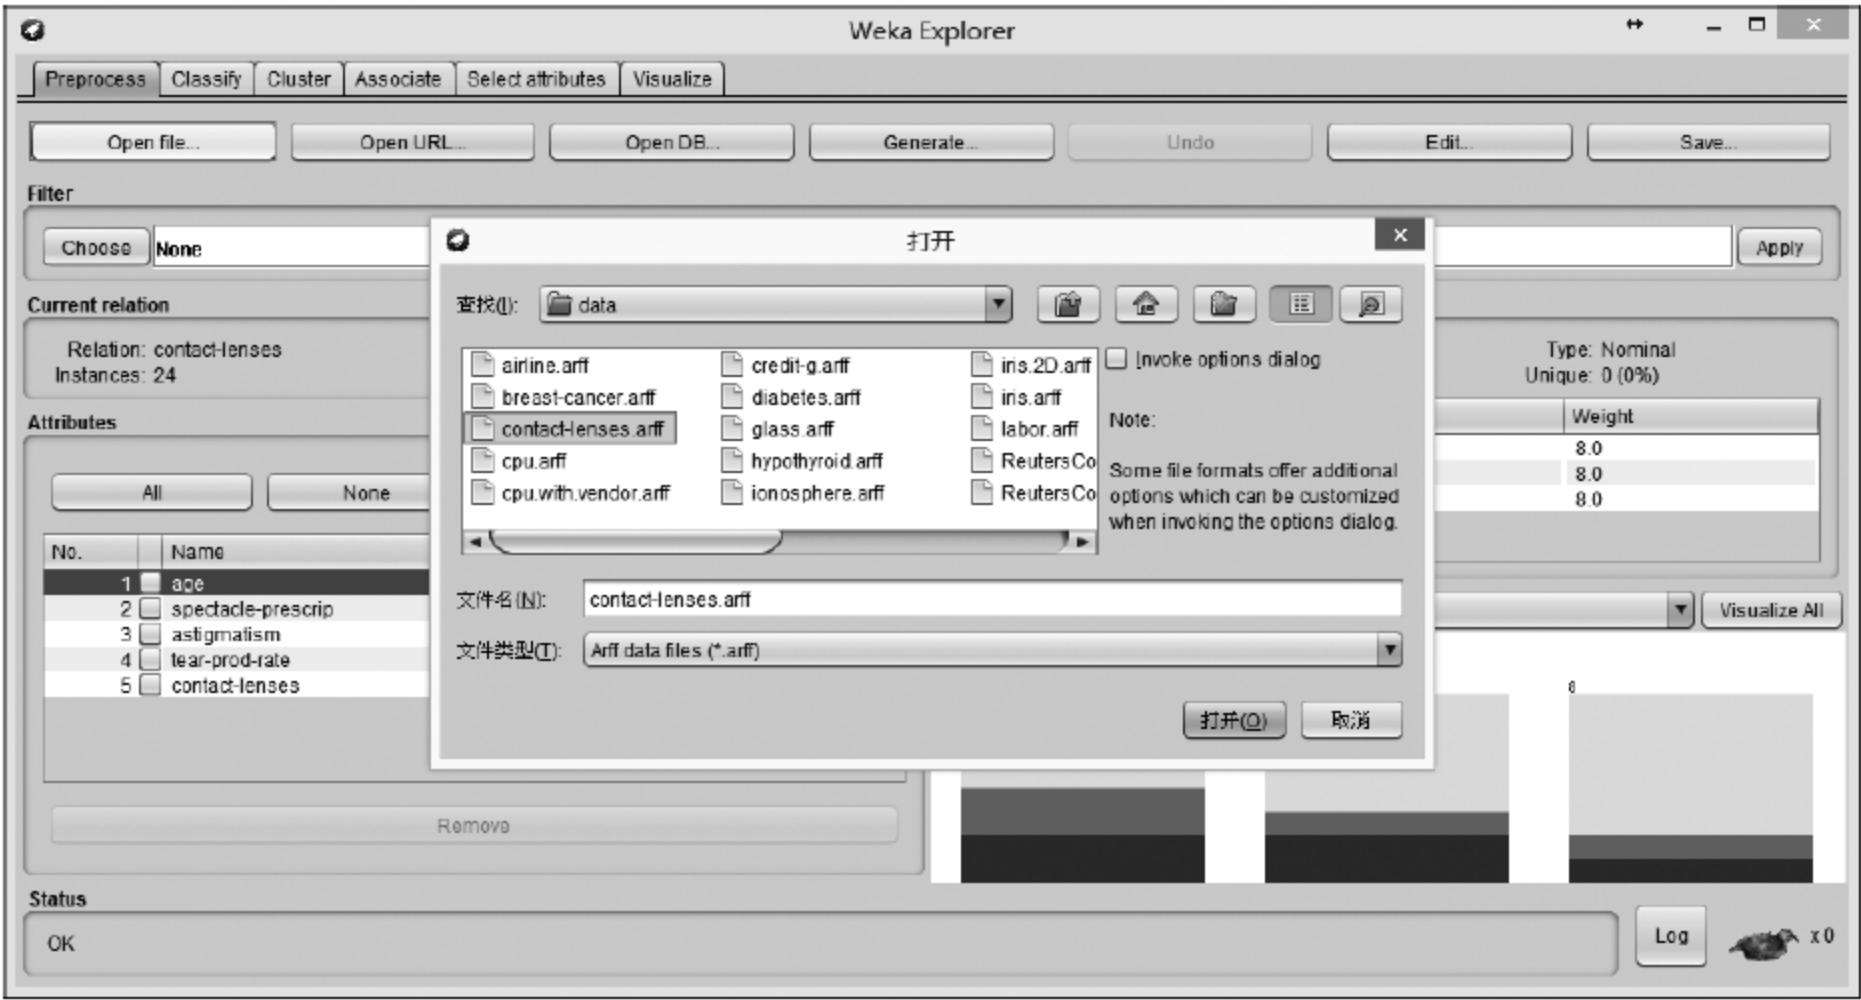 Weka Explorer
Preprocess Classify Cluster Associate Select attributes Visualize
Open file... Open URL... Open DB... Generate... Undo Edit... Save...
Filter
Choose None Apply
Current relation
Relation: contact-lenses
Instances: 24
Type: Nominal
Unique: 0 (0%)
Attributes
All None
No. Name
1 age
2 spectacle-prescrip
3 astigmatism
4 tear-prod-rate
5 contact-lenses
Remove
打开
查找(I): data
airline.arff credit-g.arff iris.2D.arff
breast-cancer.arff diabetes.arff iris.arff
contact-lenses.arff glass.arff labor.arff
cpu.arff hypothyroid.arff ReutersCo
cpu.with.vendor.arff ionosphere.arff ReutersCo
Invoke options dialog
Note:
Some file formats offer additional
options which can be customized
when invoking the options dialog.
文件名(N): contact-lenses.arff
文件类型(T): Arff data files (*.arff)
打开(O) 取消
Weight
8.0
8.0
8.0
Visualize All
8
Status
OK
Log x 0